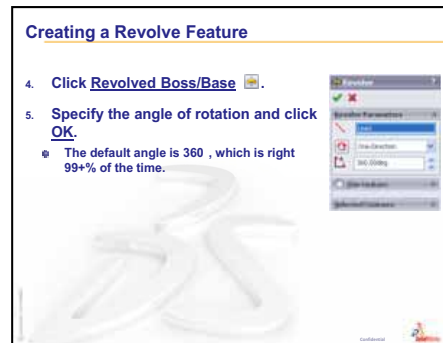 Creating a Revolve Feature
4. Click Revolved Boss/Base .
5. Specify the angle of rotation and click
OK.
The default angle is 360 , which is right
99+% of the time.
Revolve
?
Revolve Parameters
Line1
One-Direction
360.00deg
Selected Contours
Confidential
SolidWorks